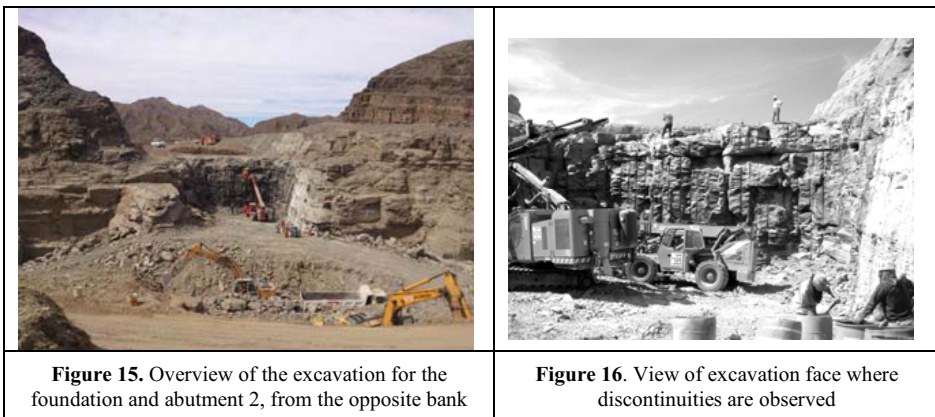 Figure 15. Overview of the excavation for the
foundation and abutment 2, from the opposite bank
Figure 16. View of excavation face where
discontinuities are observed